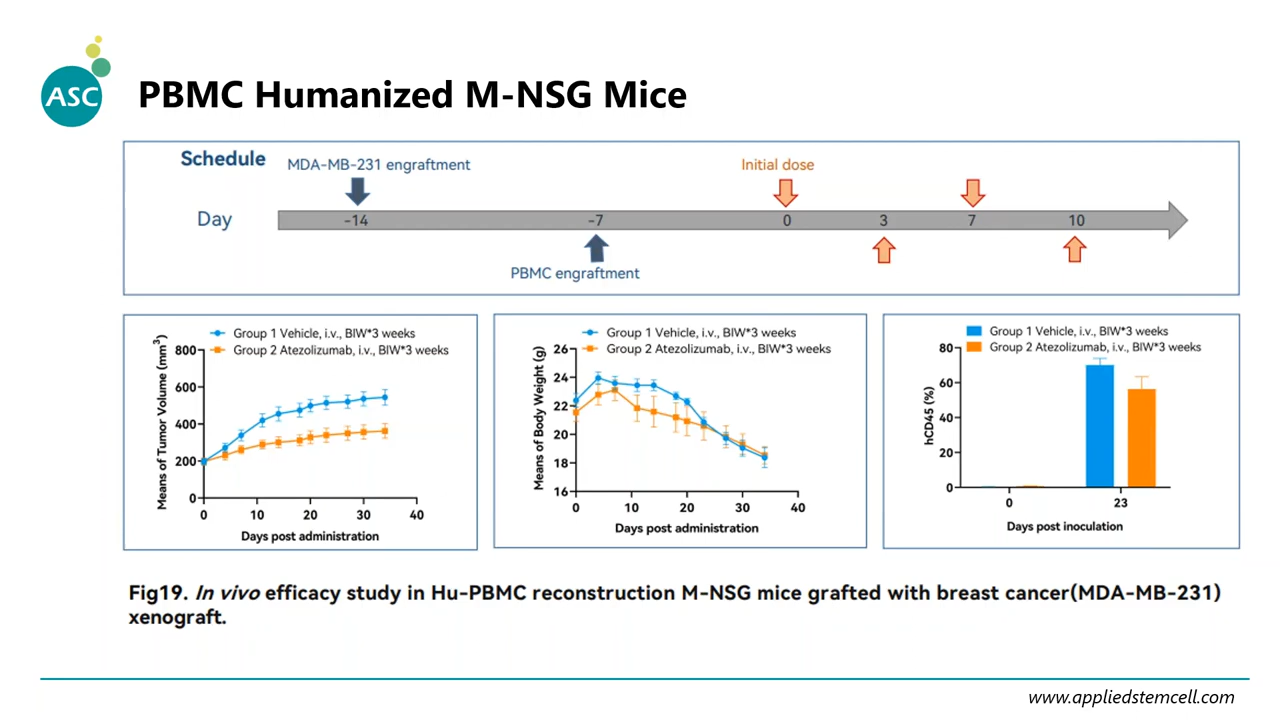 ASC
PBMC Humanized M-NSG Mice
Schedule
MDA-MB-231 engraftment
Initial dose
Day
-14
-7
0
3
7
10
PBMC engraftment
Group 1 Vehicle, i.v., BIW*3 weeks
Group 2 Atezolizumab, i.v., BIW*3 weeks
Means of Tumor Volume (mm3)
800
600
400
200
0
0 10 20 30 40
Days post administration
Group 1 Vehicle, i.v., BIW*3 weeks
Group 2 Atezolizumab, i.v., BIW*3 weeks
Means of Body Weight (g)
26
24
22
20
18
16
0 10 20 30 40
Days post administration
Group 1 Vehicle, i.v., BIW*3 weeks
Group 2 Atezolizumab, i.v., BIW*3 weeks
hCD45 (%)
80
60
40
20
0
0 23
Days post inoculation
Fig19. In vivo efficacy study in Hu-PBMC reconstruction M-NSG mice grafted with breast cancer(MDA-MB-231)
xenograft.
www.appliedstemcell.com